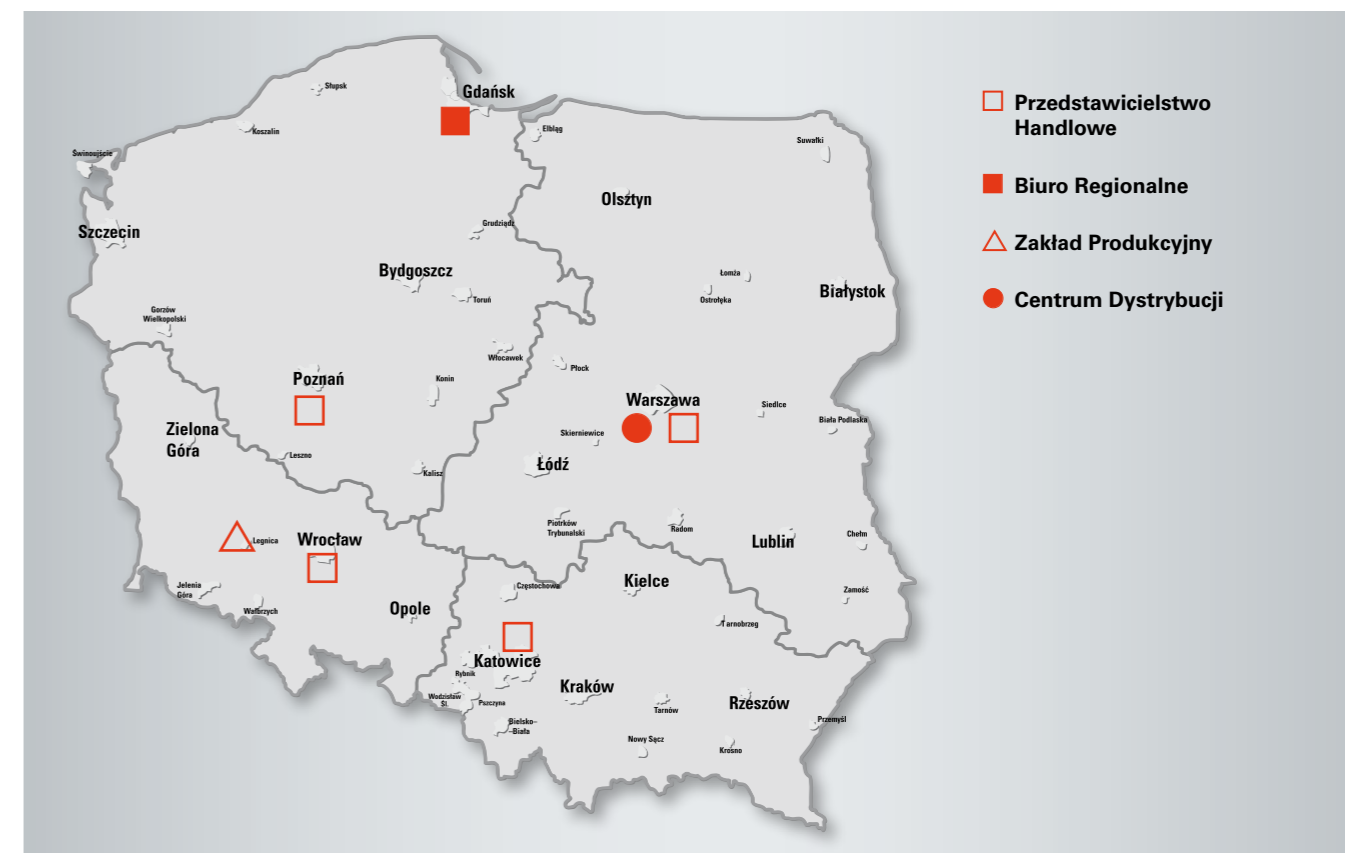 Słupsk
Gdańsk
Koszalin
Elbląg
Suwałki
Świnoujście
Olsztyn
Szczecin
Grudziądz
Bydgoszcz
Toruń
Łomża
Ostrołęka
Białystok
Gorzów
Wielkopolski
Włocawek
Płock
Poznań
Konin
Warszawa
Siedlce
Biała Podlaska
Zielona
Góra
Skierniewice
Leszno
Kalisz
Łódź
Piotrków
Trybunalski
Radom
Lublin
Chełm
Legnica
Wrocław
Jelenia
Góra
Wałbrzych
Opole
Częstochowa
Kielce
Zamość
Tarnobrzeg
Katowice
Rybnik
Wodzisław
Śl.
Pszczyna
Kraków
Tarnów
Rzeszów
Przemyśl
Bielsko–
–Biała
Nowy Sącz
Krosno
Przedstawicielstwo
Handlowe
Biuro Regionalne
Zakład Produkcyjny
Centrum Dystrybucji